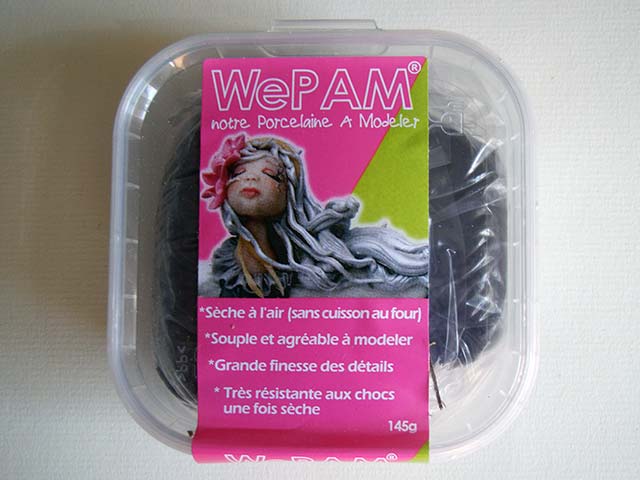 WePAM®
notre Porcelaine A Modeler
*Sèche à l'air (sans cuisson au four)
*Souple et agréable à modeler
*Grande finesse des détails
* Très résistante aux chocs
une fois sèche
145g
WePAM®